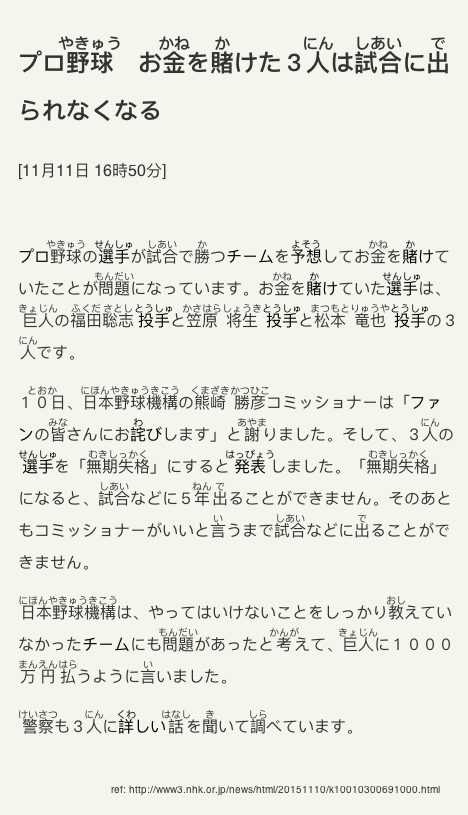 プロ野球　お金を賭けた３人は試合に出
られなくなる
[11月11日 16時50分]
プロ野球の選手が試合で勝つチームを予想してお金を賭けて
いたことが問題になっています。お金を賭けていた選手は、
巨人の福田聡志投手と笠原将生投手と松本竜也投手の３
人です。
１０日、日本野球機構の熊崎勝彦コミッショナーは「ファ
ンの皆さんにお詫びします」と謝りました。そして、３人の
選手を「無期失格」にすると発表しました。「無期失格」
になると、試合などに５年出ることができません。そのあと
もコミッショナーがいいと言うまで試合などに出ることがで
きません。
日本野球機構は、やってはいけないことをしっかり教えてい
なかったチームにも問題があったと考えて、巨人に１０００
万円払うように言いました。
警察も３人に詳しい話を聞いて調べています。
ref: http://www3.nhk.or.jp/news/html/20151110/k10010300691000.html